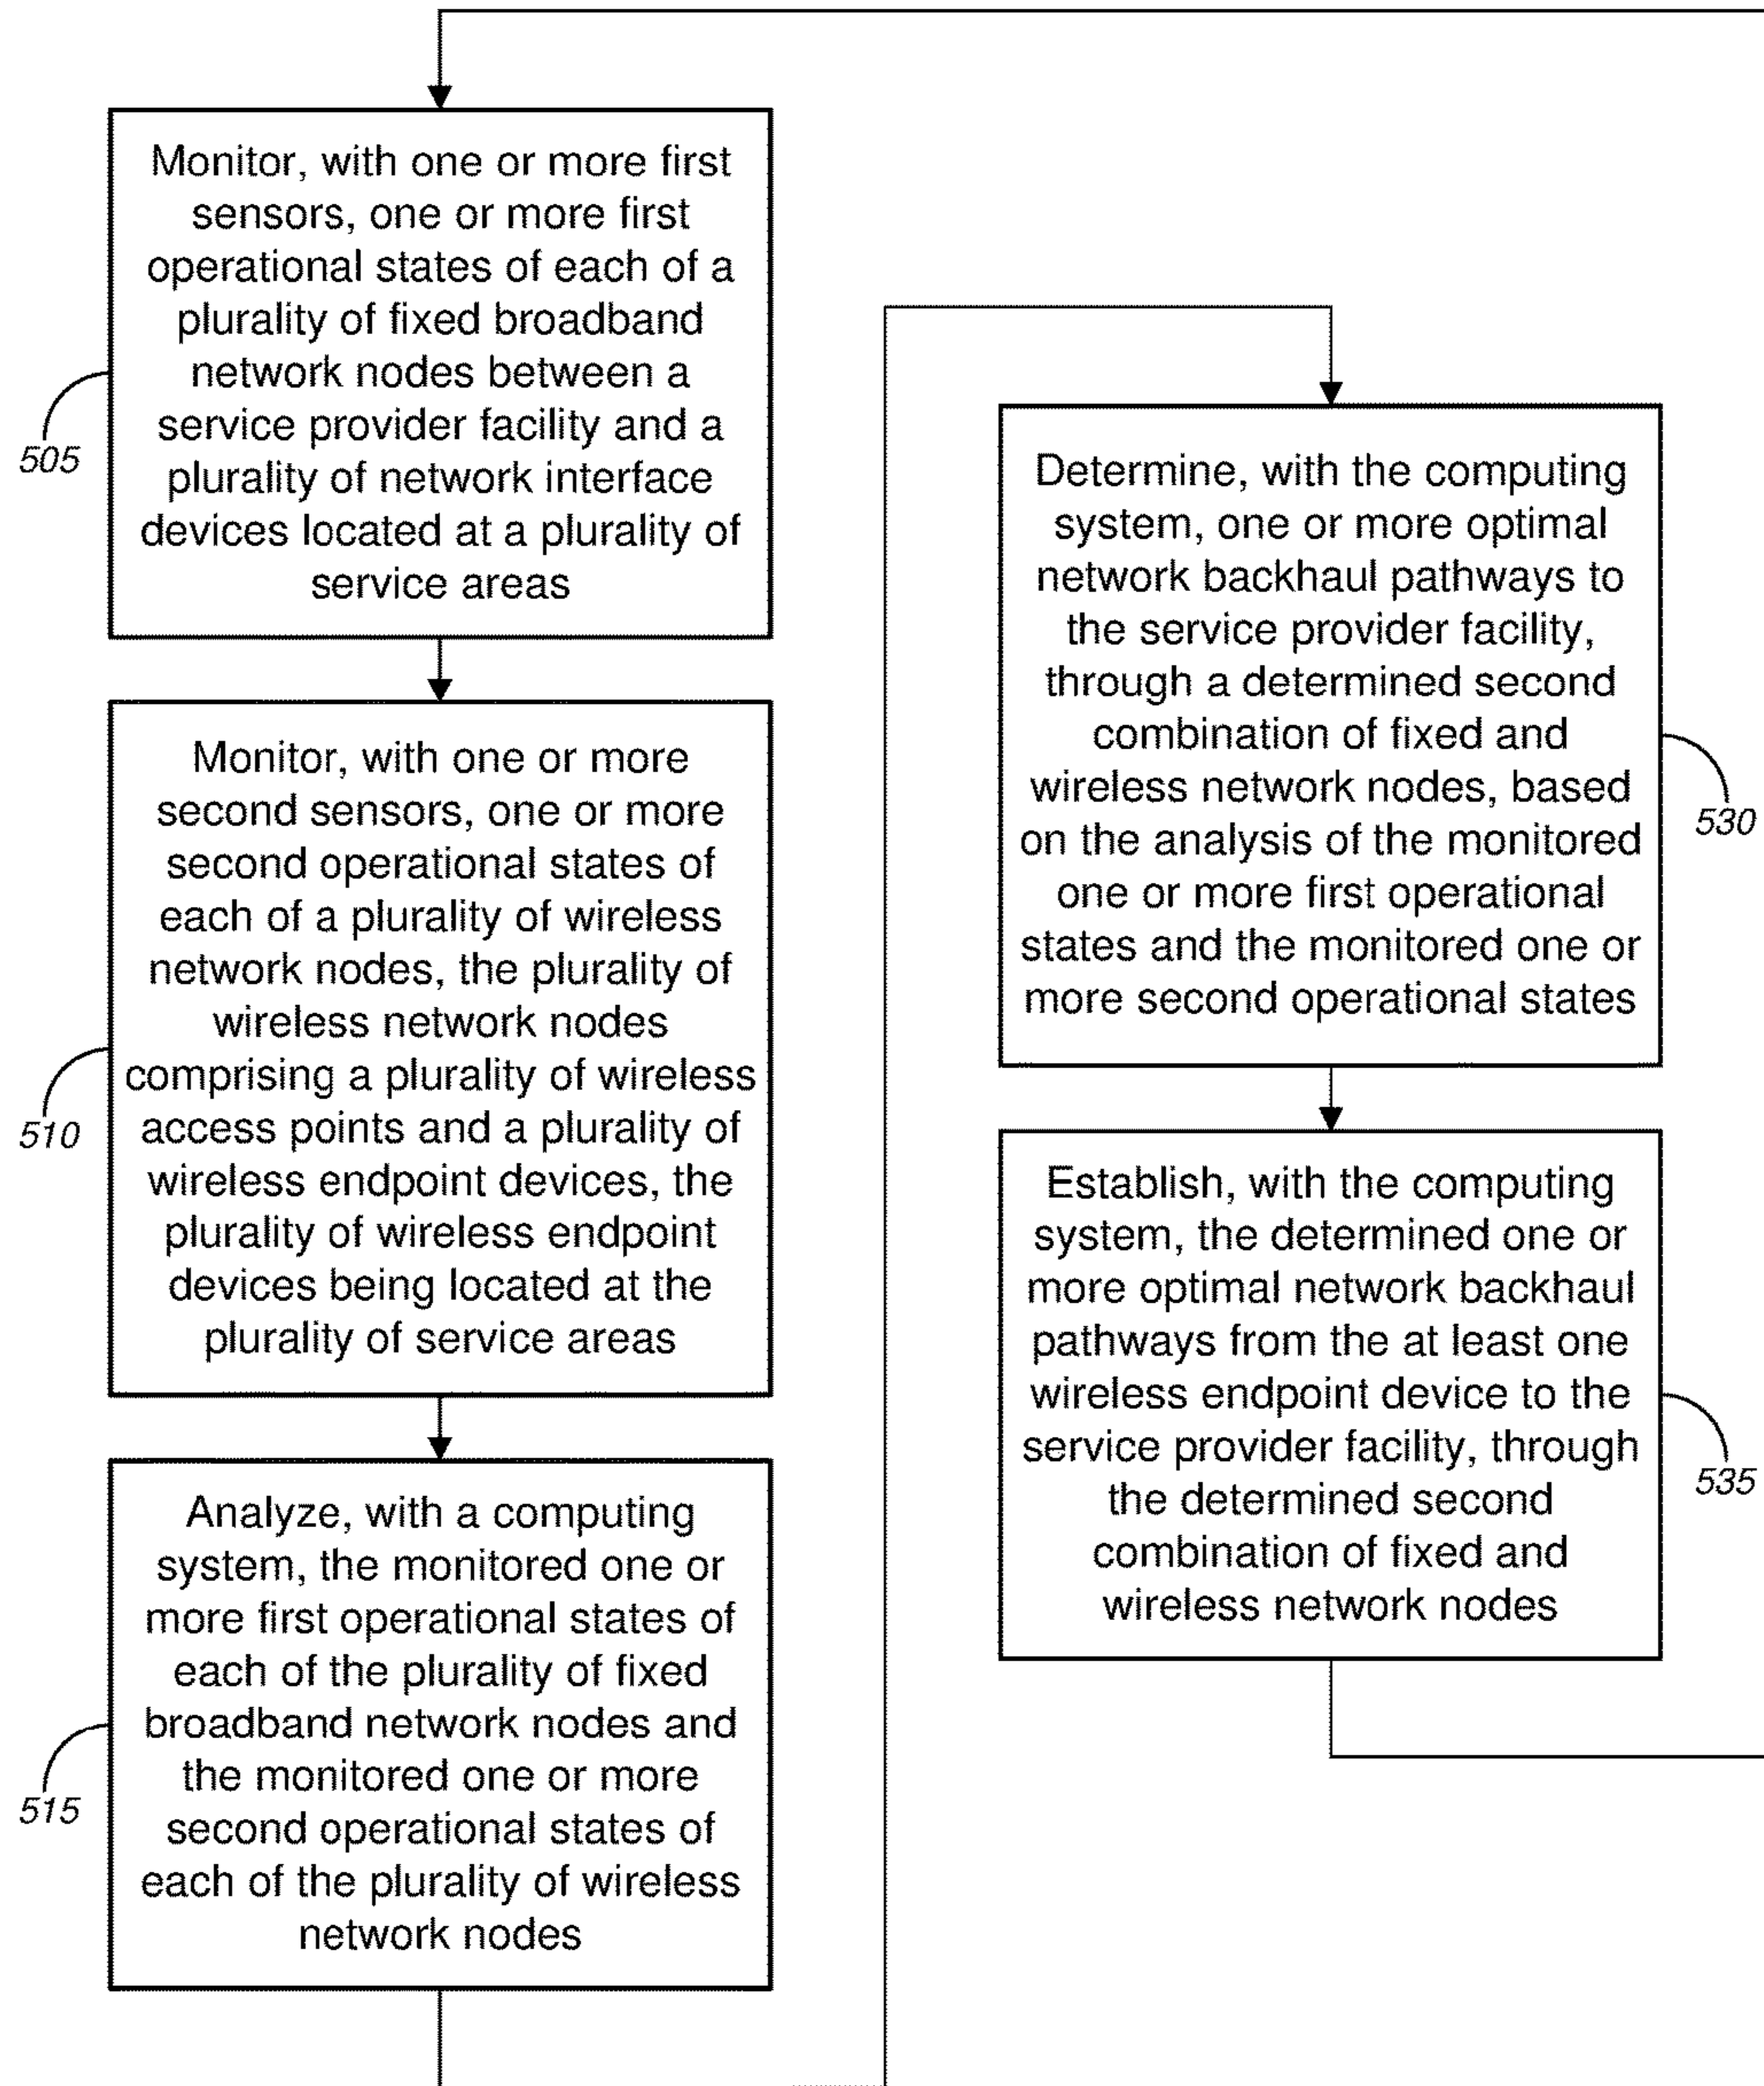 Monitor, with one or more first
sensors, one or more first
operational states of each of a
plurality of fixed broadband
network nodes between a
service provider facility and a
plurality of network interface
devices located at a plurality of
service areas
505
Monitor, with one or more
second sensors, one or more
second operational states of
each of a plurality of wireless
network nodes, the plurality of
wireless network nodes
comprising a plurality of wireless
access points and a plurality of
wireless endpoint devices, the
plurality of wireless endpoint
devices being located at the
plurality of service areas
510
Analyze, with a computing
system, the monitored one or
more first operational states of
each of the plurality of fixed
broadband network nodes and
the monitored one or more
second operational states of
each of the plurality of wireless
network nodes
515
Determine, with the computing
system, one or more optimal
network backhaul pathways to
the service provider facility,
through a determined second
combination of fixed and
wireless network nodes, based
on the analysis of the monitored
one or more first operational
states and the monitored one or
more second operational states
530
Establish, with the computing
system, the determined one or
more optimal network backhaul
pathways from the at least one
wireless endpoint device to the
service provider facility, through
the determined second
combination of fixed and
wireless network nodes
535